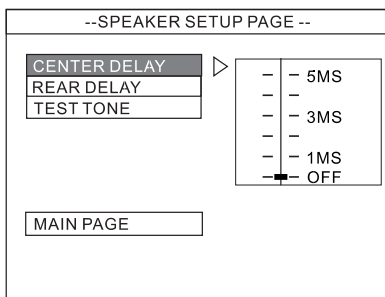 --SPEAKER SETUP PAGE --
CENTER DELAY
REAR DELAY
TEST TONE
5MS
3MS
1MS
OFF
MAIN PAGE